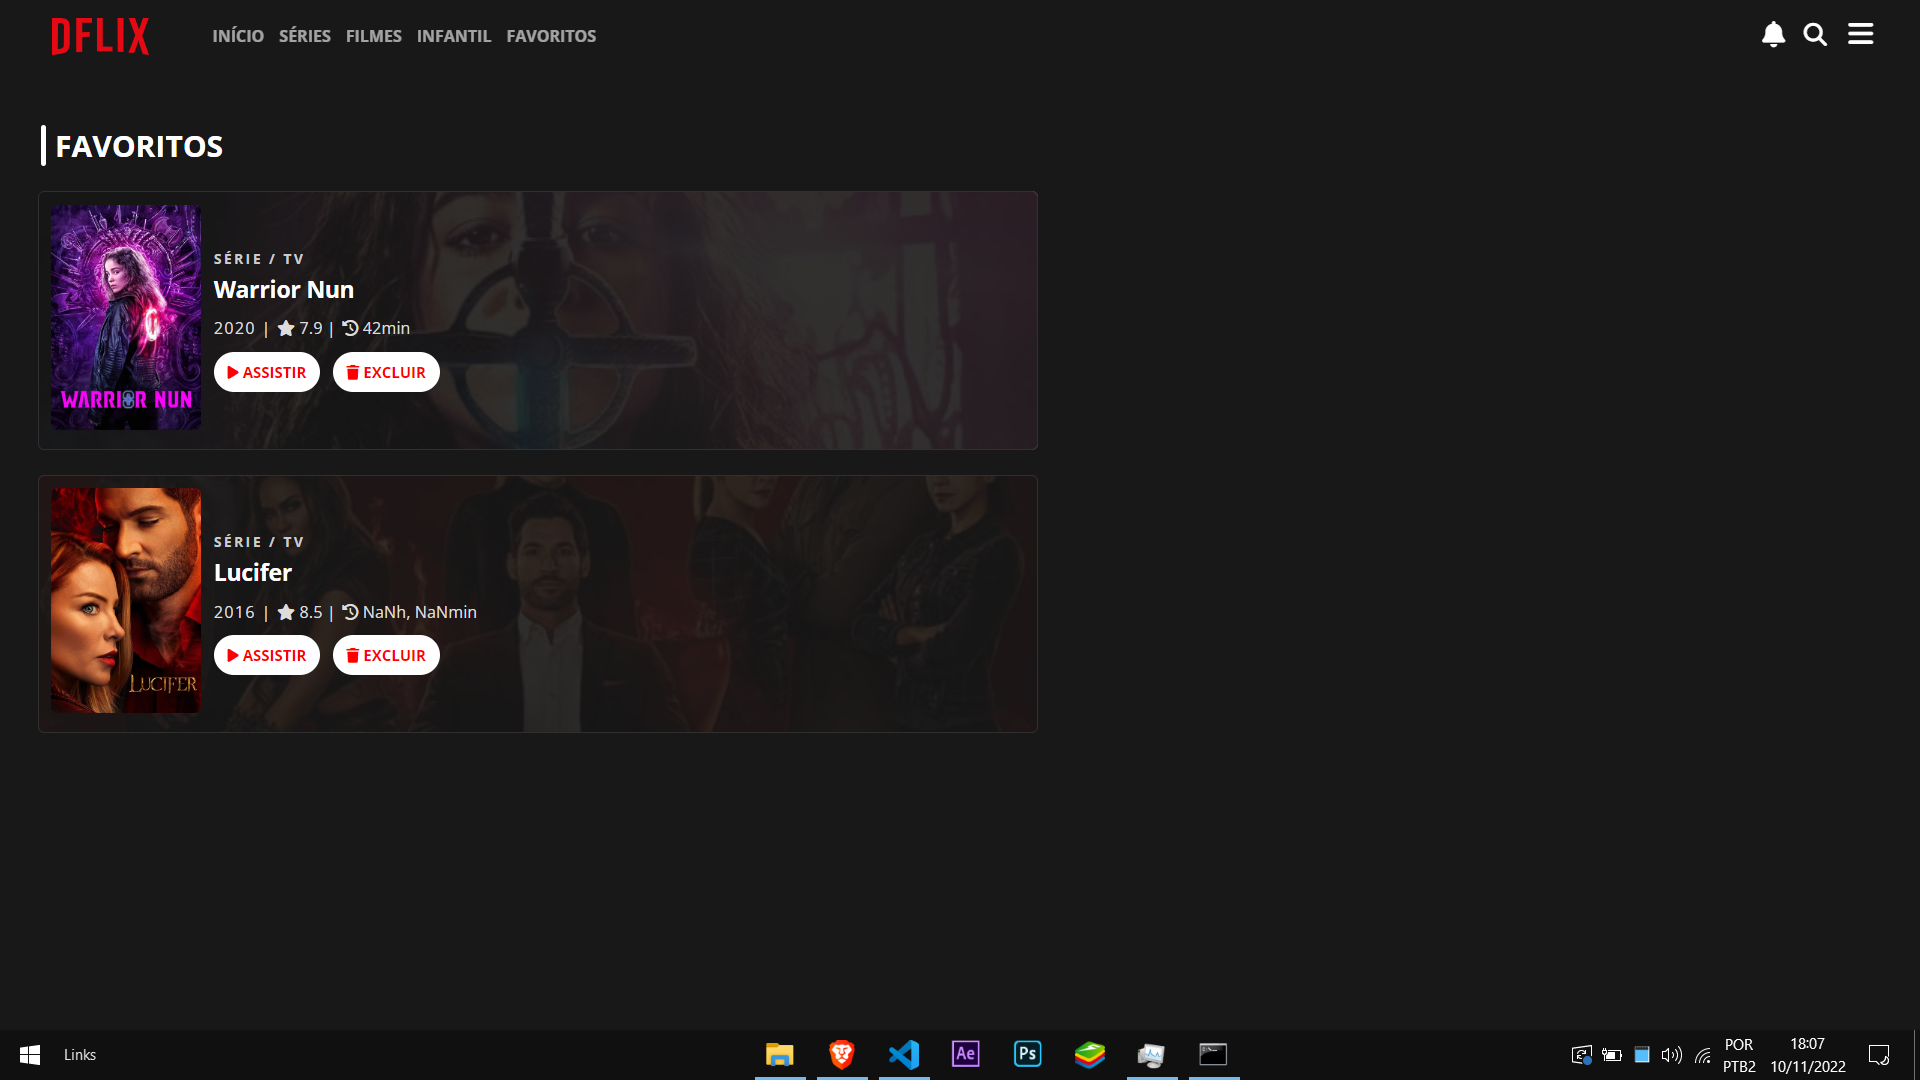 DFLIX INÍCIO SÉRIES FILMES INFANTIL FAVORITOS
FAVORITOS
WARRIOR NUN
SÉRIE / TV
Warrior Nun
2020 | 7.9 | 42min
ASSISTIR EXCLUIR
LUCIFER
SÉRIE / TV
Lucifer
2016 | 8.5 | NaNh, NaNmin
ASSISTIR EXCLUIR
Links
Ae
Ps
POR
PTB2
18:07
10/11/2022